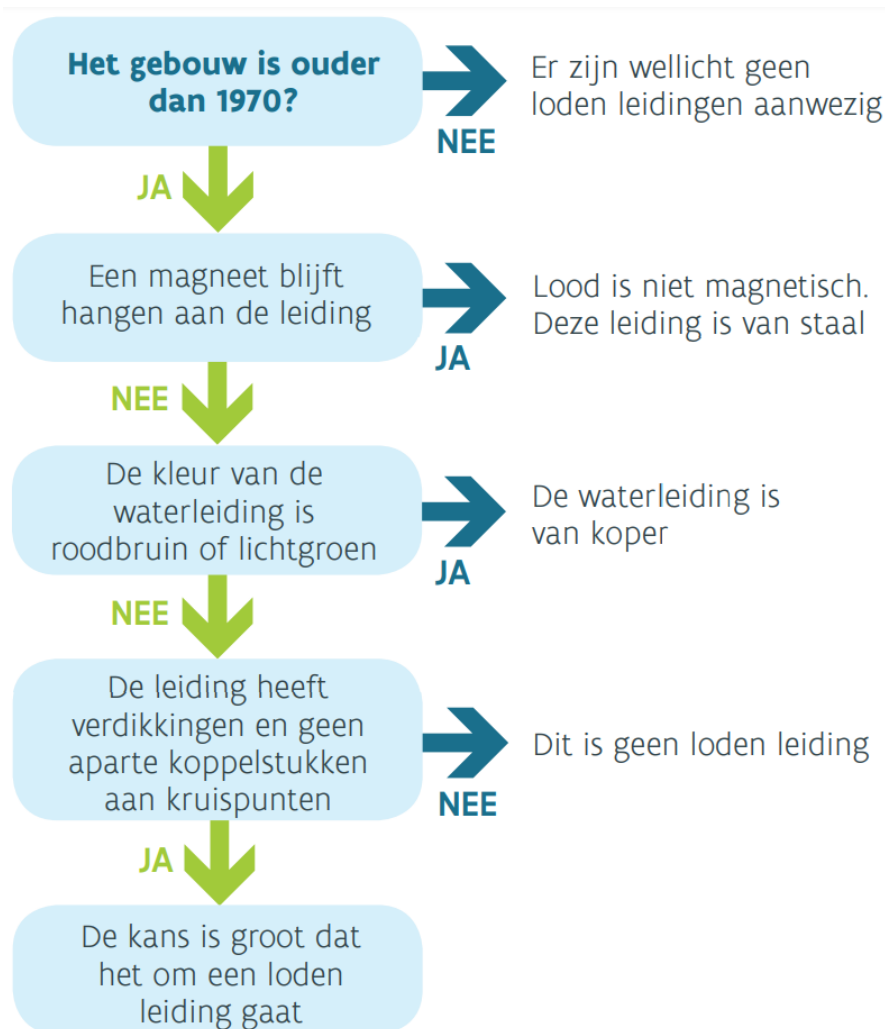 Het gebouw is ouder
dan 1970?
NEE
Er zijn wellicht geen
loden leidingen aanwezig
JA
Een magneet blijft
hangen aan de leiding
JA
Lood is niet magnetisch.
Deze leiding is van staal
NEE
De kleur van de
waterleiding is
roodbruin of lichtgroen
JA
De waterleiding is
van koper
NEE
De leiding heeft
verdikkingen en geen
aparte koppelstukken
aan kruispunten
NEE
Dit is geen loden leiding
JA
De kans is groot dat
het om een loden
leiding gaat